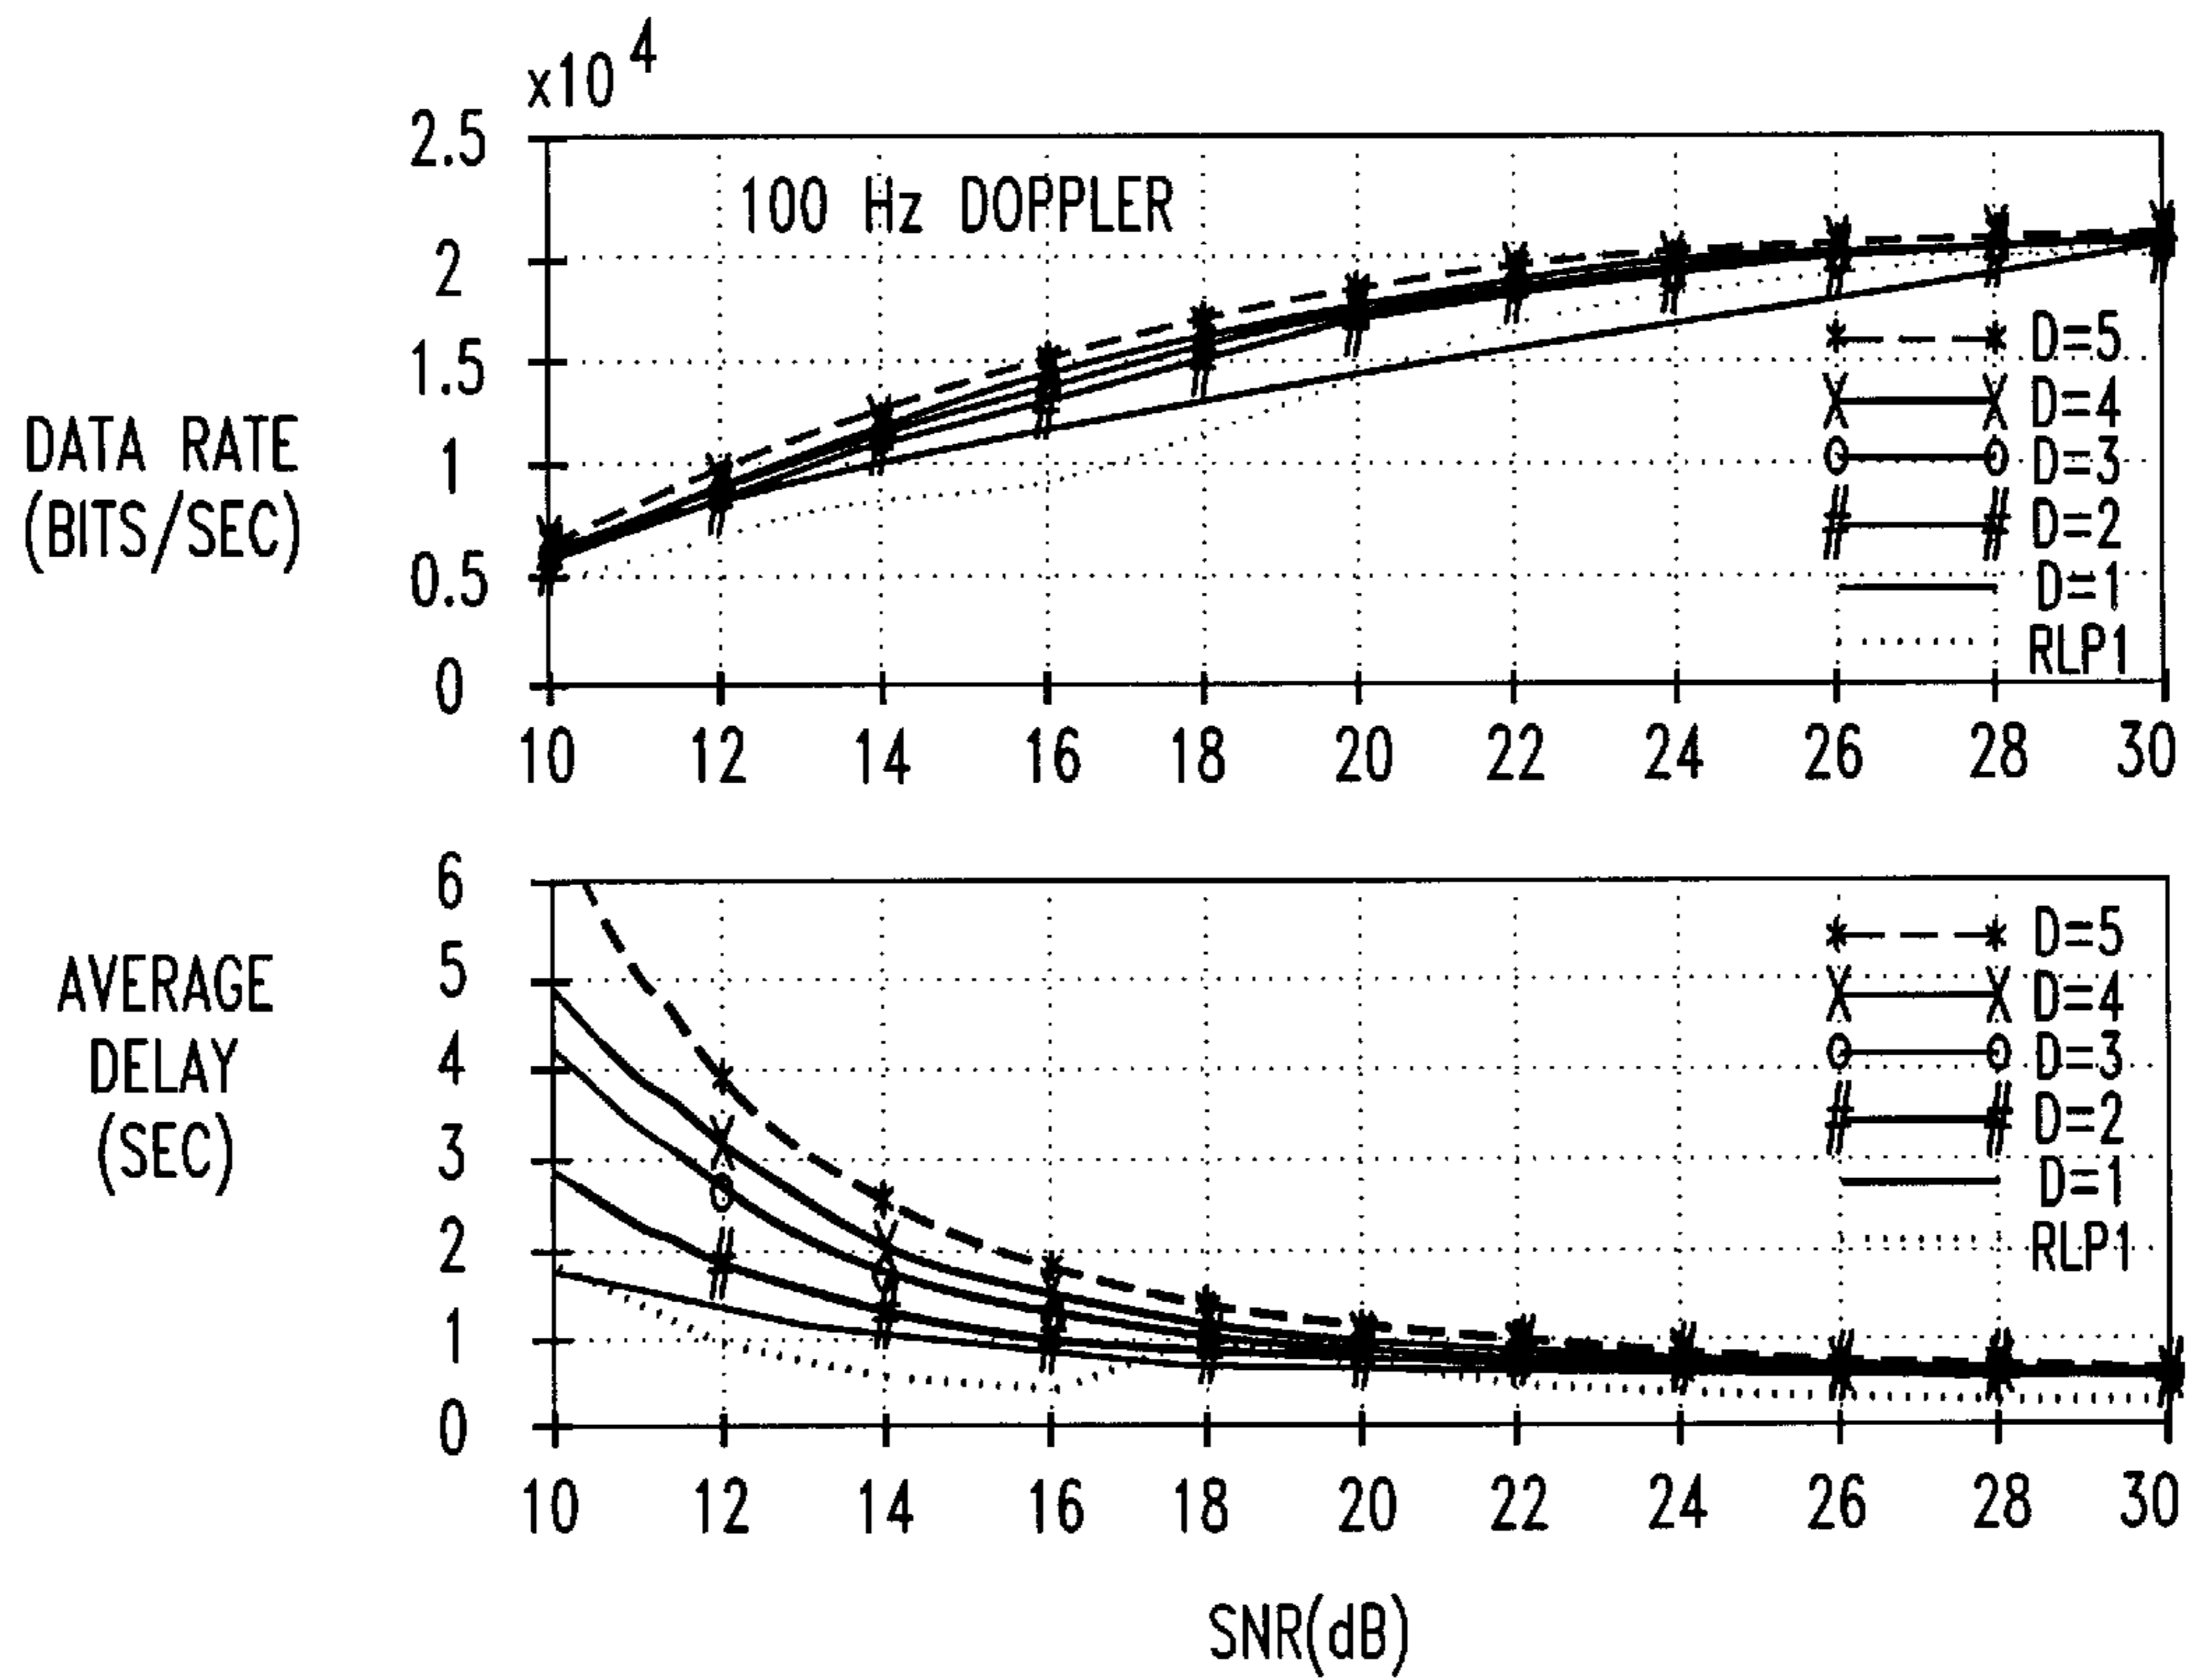 x10 4
2.5
2
1.5
1
0.5
0
DATA RATE
(BITS/SEC)
100 Hz DOPPLER
D=5
D=4
D=3
D=2
D=1
RLP1
10 12 14 16 18 20 22 24 26 28 30
6
5
4
3
2
1
0
AVERAGE
DELAY
(SEC)
D=5
D=4
D=3
D=2
D=1
RLP1
10 12 14 16 18 20 22 24 26 28 30
SNR(dB)